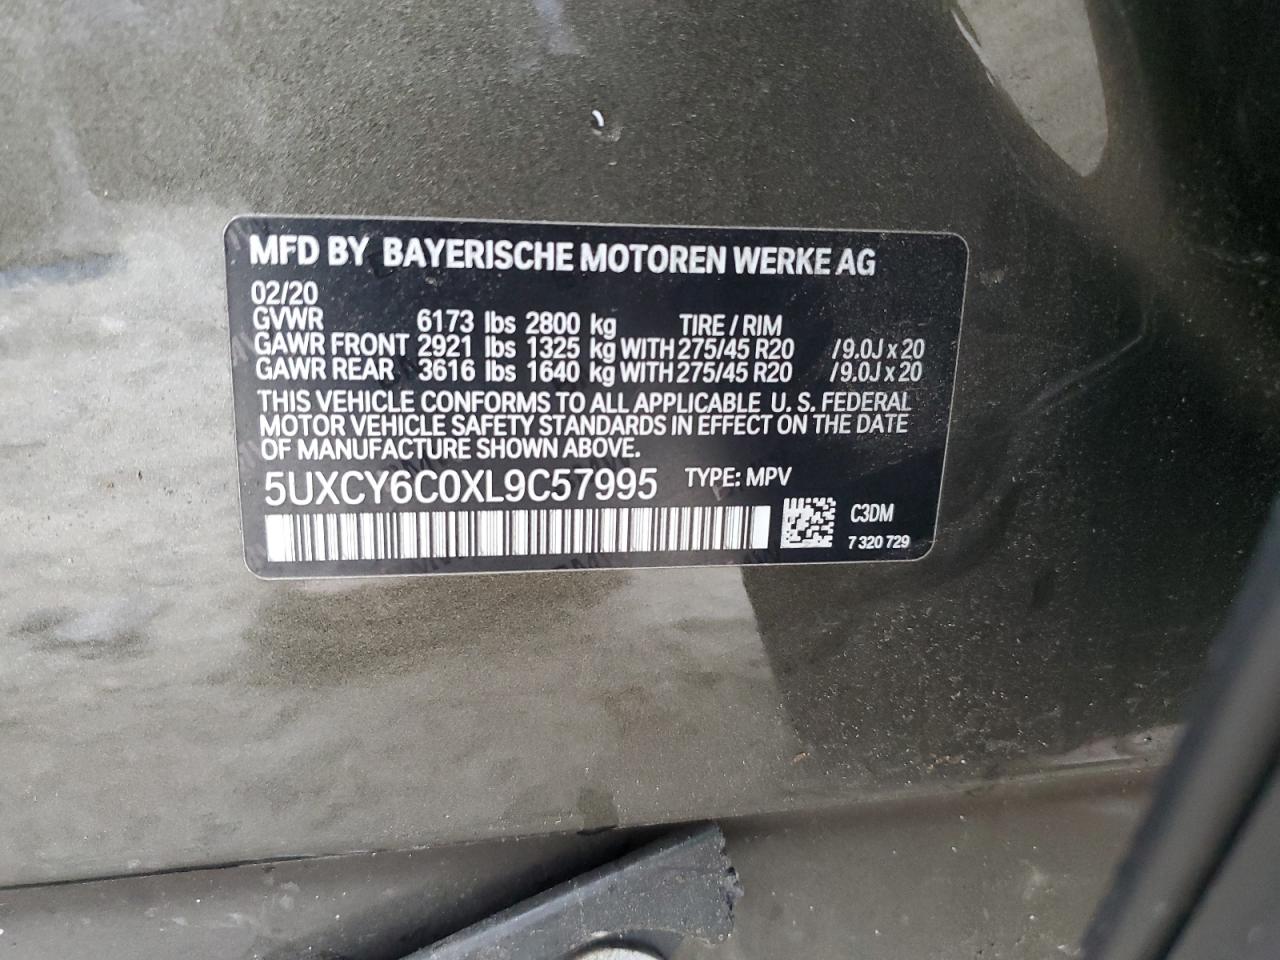 MFD BY BAYERISCHE MOTOREN WERKE AG
02/20
GVWR 6173 lbs 2800 kg TIRE / RIM
GAWR FRONT 2921 lbs 1325 kg WITH 275/45 R20 /9.0J x 20
GAWR REAR 3616 lbs 1640 kg WITH 275/45 R20 /9.0J x 20
THIS VEHICLE CONFORMS TO ALL APPLICABLE U. S. FEDERAL
MOTOR VEHICLE SAFETY STANDARDS IN EFFECT ON THE DATE
OF MANUFACTURE SHOWN ABOVE.
5UXCY6C0XL9C57995 TYPE: MPV
C3DM
7 320 729